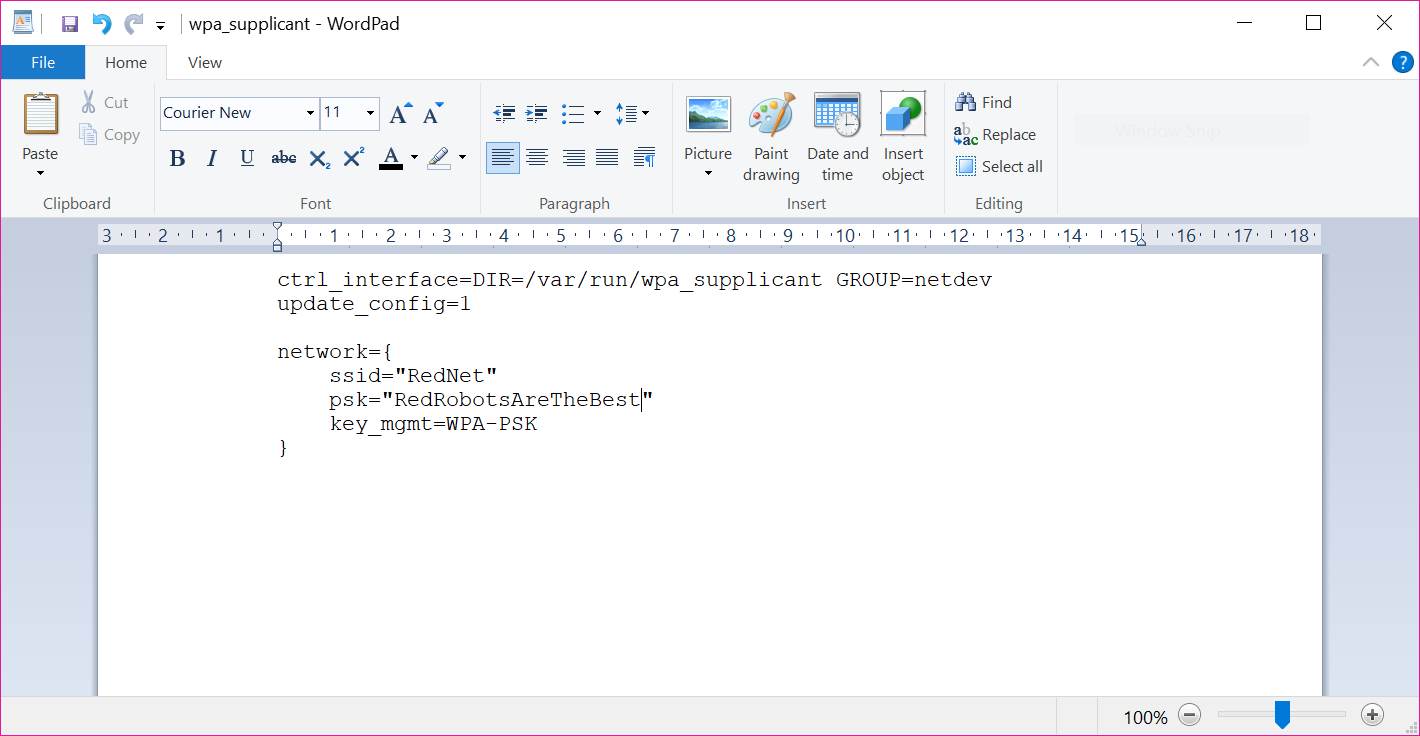 wpa_supplicant - WordPad
File Home View
Paste
Cut
Copy
Clipboard
Courier New 11
B I U abc X₂ X² A
Font
Paragraph
Picture
Paint drawing
Date and time
Insert object
Insert
Find
Replace
Select all
Editing
Window Snip
3 2 1 1 2 3 4 5 6 7 8 9 10 11 12 13 14 15 16 17 18
ctrl_interface=DIR=/var/run/wpa_supplicant GROUP=netdev
update_config=1
network={
ssid="RedNet"
psk="RedRobotsAreTheBest"
key_mgmt=WPA-PSK
}
100%